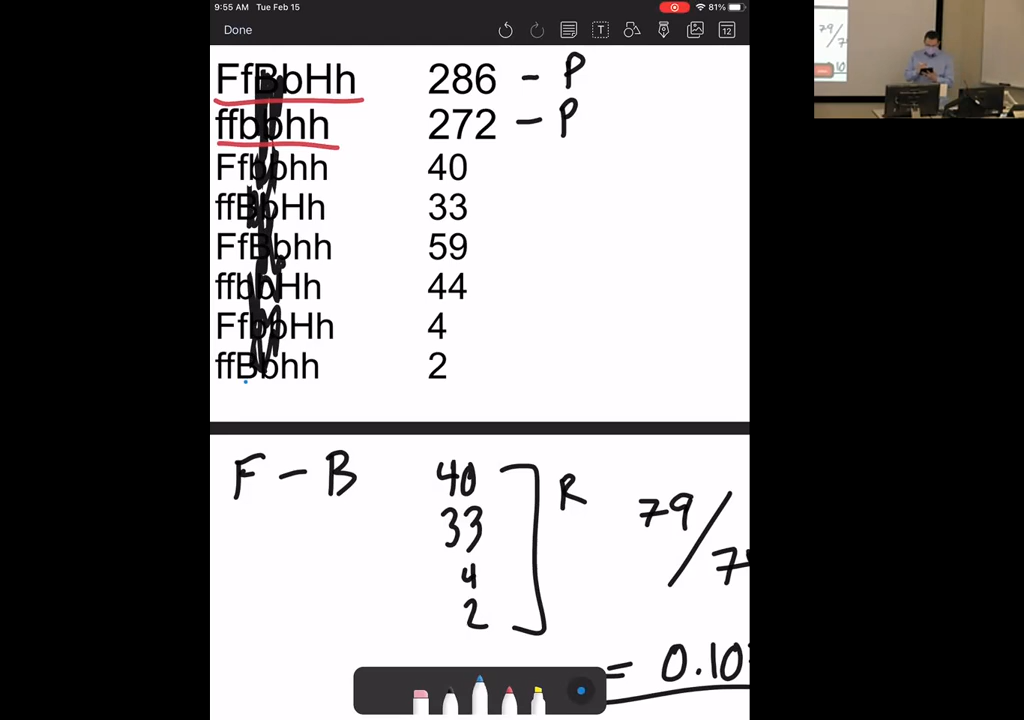 9:55 AM Tue Feb 15
81%
Done
T
12
FfBbHh 286 - P
ffbbhh 272 - P
Ffbbhh 40
ffBbHh 33
FfBbhh 59
ffbbHh 44
FfbbHh 4
ffBbhh 2
F - B 40
33
4
2
R
79/
= 0.10
79/